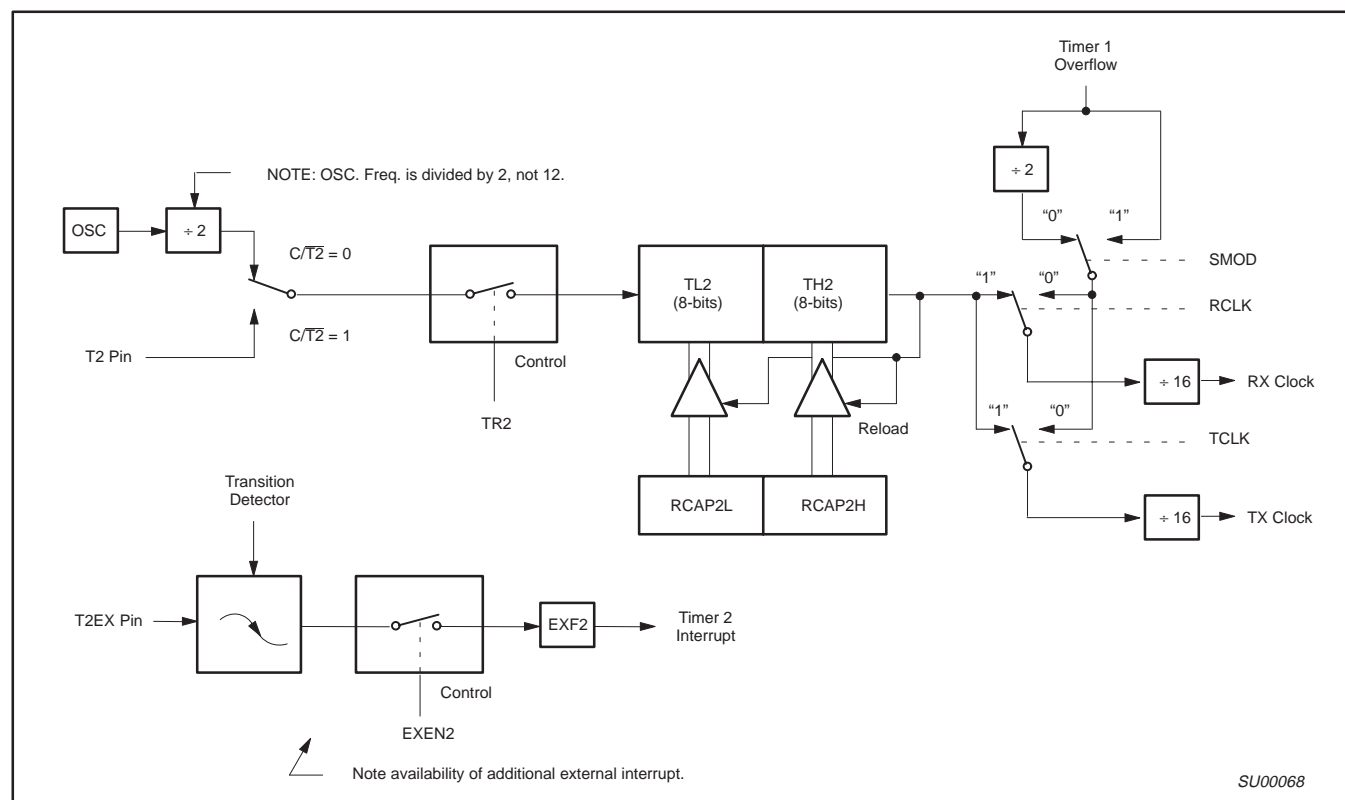 Timer 1
Overflow
÷ 2
NOTE: OSC. Freq. is divided by 2, not 12.
“0”
“1”
OSC
÷ 2
C/T2̅ = 0
SMOD
TL2
(8-bits)
TH2
(8-bits)
“1”
“0”
RCLK
C/T2̅ = 1
T2 Pin
Control
÷ 16
RX Clock
TR2
Reload
“1”
“0”
TCLK
Transition
Detector
RCAP2L
RCAP2H
÷ 16
TX Clock
T2EX Pin
EXF2
Timer 2
Interrupt
Control
EXEN2
Note availability of additional external interrupt.
SU00068